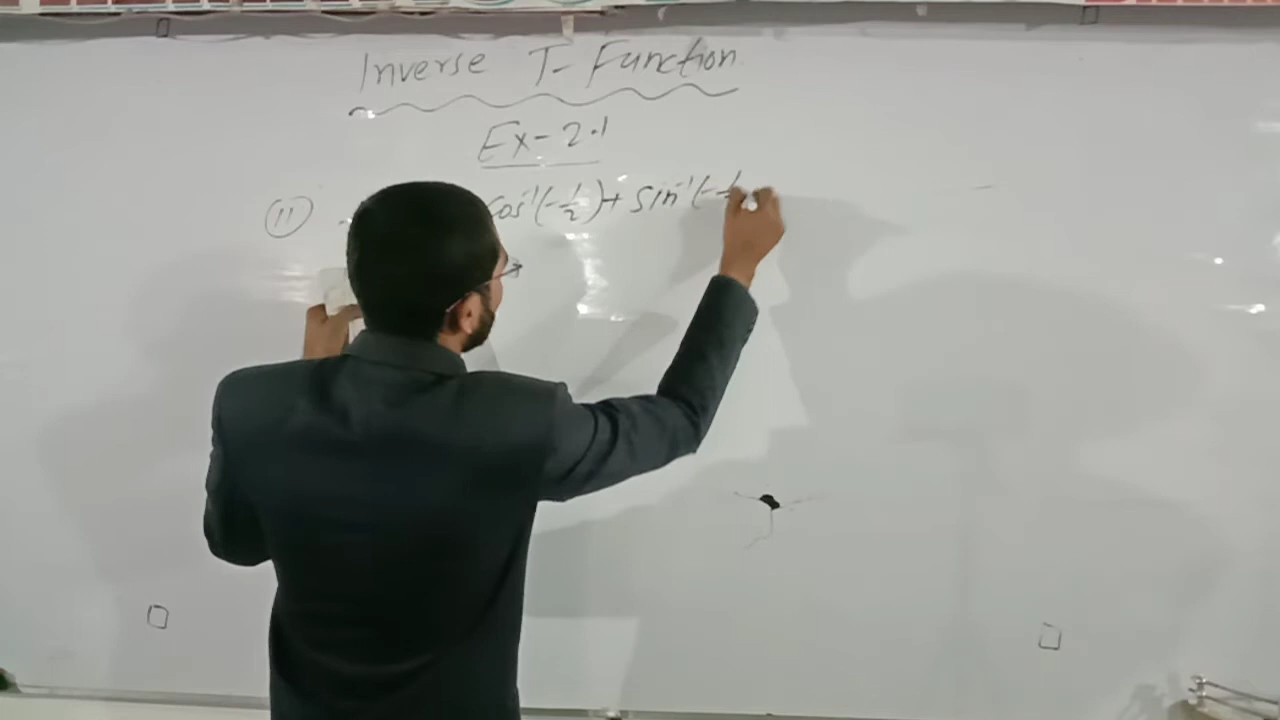 Inverse T-Function
Ex-2.1
(11) cos⁻¹(-1/2)+ sin⁻¹(-